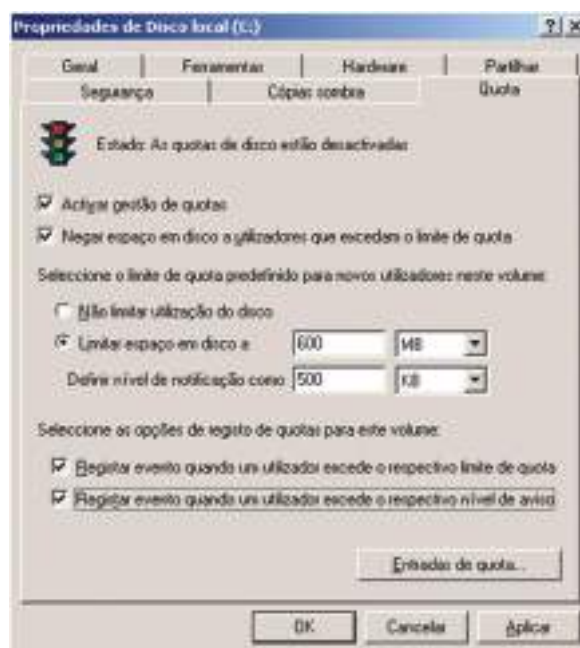 Propriedades de Disco local (C:)
Geral
Ferramentas
Hardware
Partilhar
Segurança
Cópias sombra
Quota
Estado: As quotas de disco estão desactivadas
Activar gestão de quotas
Negar espaço em disco a utilizadores que excedam o limite de quota
Seleccione o limite de quota predefinido para novos utilizadores neste volume:
Não limitar utilização do disco
Limitar espaço em disco a 600 MB
Definir nível de notificação como 500 KB
Seleccione as opções de registo de quotas para este volume:
Registar evento quando um utilizador excede o respectivo limite de quota
Registar evento quando um utilizador excede o respectivo nível de aviso
Entradas de quota...
OK
Cancelar
Aplicar